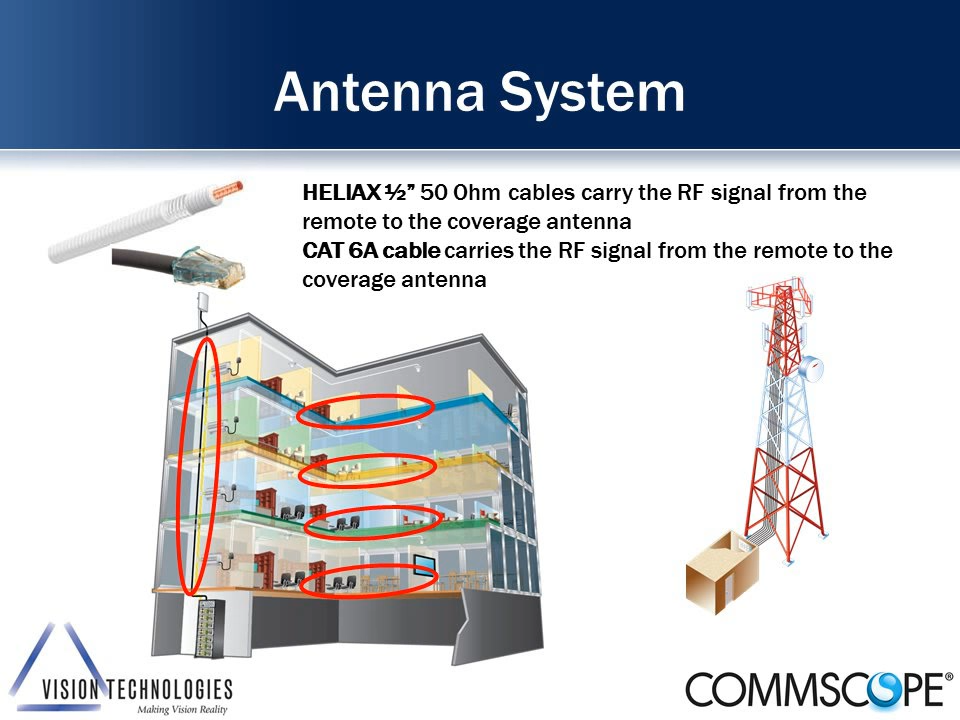 Antenna System
HELIAX ½” 50 Ohm cables carry the RF signal from the
remote to the coverage antenna
CAT 6A cable carries the RF signal from the remote to the
coverage antenna
VISION TECHNOLOGIES
Making Vision Reality
COMMSCOPE®